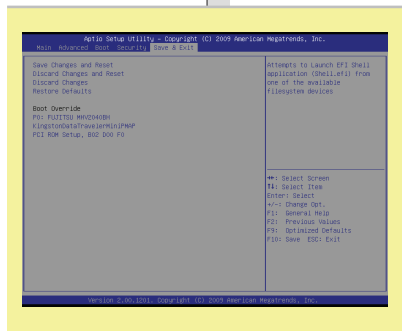 Aptio Setup Utility - Copyright (C) 2009 American Megatrends, Inc.
Main Advanced Boot Security Save & Exit
Save Changes and Reset
Discard Changes and Reset
Discard Changes
Restore Defaults
Boot Override
P0: FUJITSU MHV2040BH
KingstonDataTravelerMiniPMAP
PCI ROM Setup, B02 D00 F0
Attempts to Launch EFI Shell
application (Shell.efi) from
one of the available
filesystem devices
→←: Select Screen
↑↓: Select Item
Enter: Select
+/-: Change Opt.
F1: General Help
F2: Previous Values
F9: Optimized Defaults
F10: Save ESC: Exit
Version 2.00.1201. Copyright (C) 2009 American Megatrends, Inc.